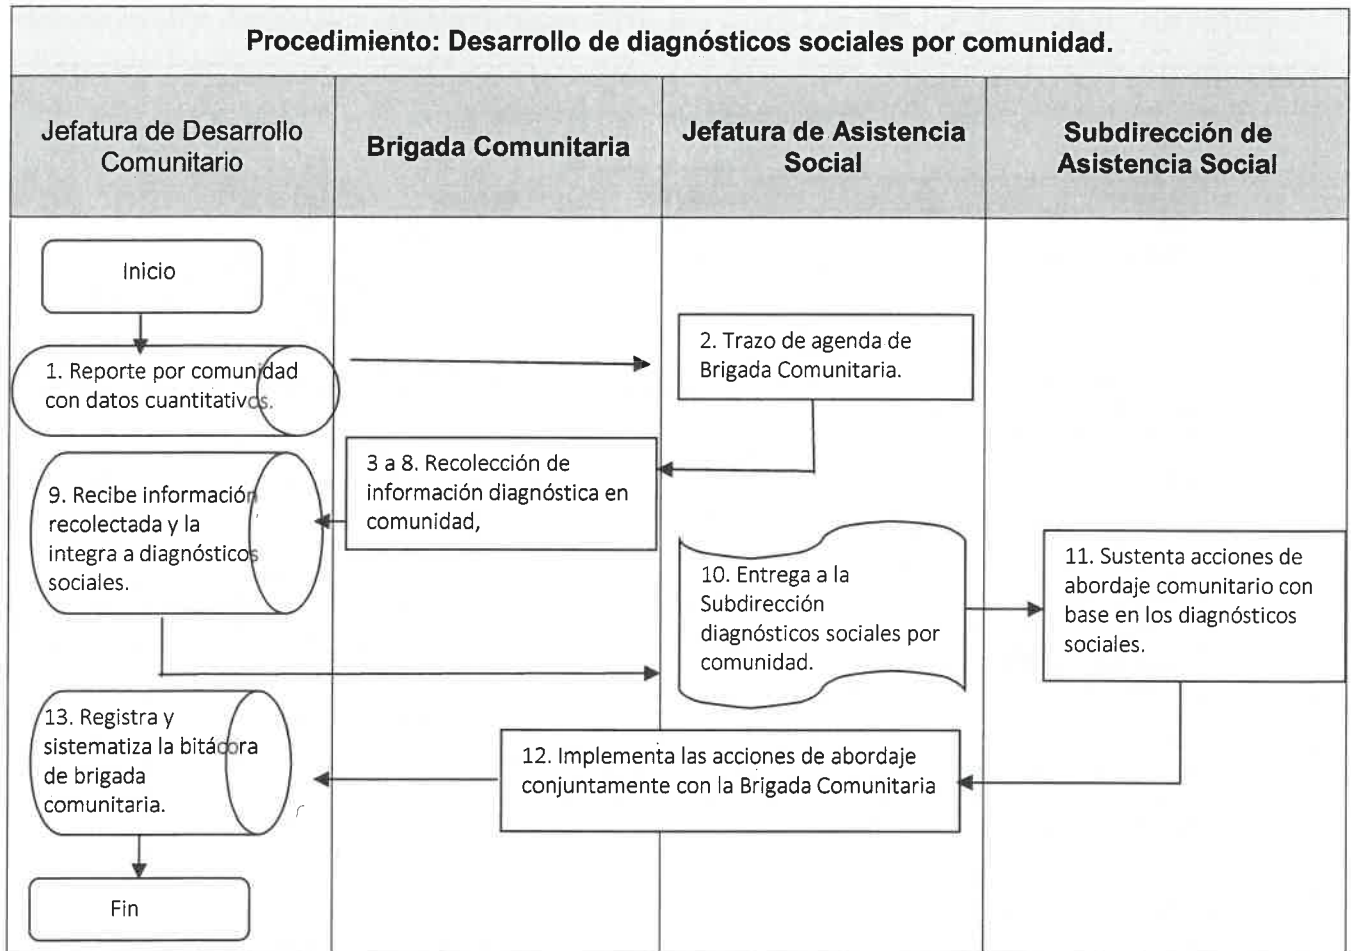 Procedimiento: Desarrollo de diagnósticos sociales por comunidad.
Jefatura de Desarrollo
Comunitario
Brigada Comunitaria
Jefatura de Asistencia
Social
Subdirección de
Asistencia Social
Inicio
1. Reporte por comunidad
con datos cuantitativos.
2. Trazo de agenda de
Brigada Comunitaria.
3 a 8. Recolección de
información diagnóstica en
comunidad,
9. Recibe información
recolectada y la
integra a diagnósticos
sociales.
10. Entrega a la
Subdirección
diagnósticos sociales por
comunidad.
11. Sustenta acciones de
abordaje comunitario con
base en los diagnósticos
sociales.
12. Implementa las acciones de abordaje
conjuntamente con la Brigada Comunitaria
13. Registra y
sistematiza la bitácora
de brigada
comunitaria.
Fin